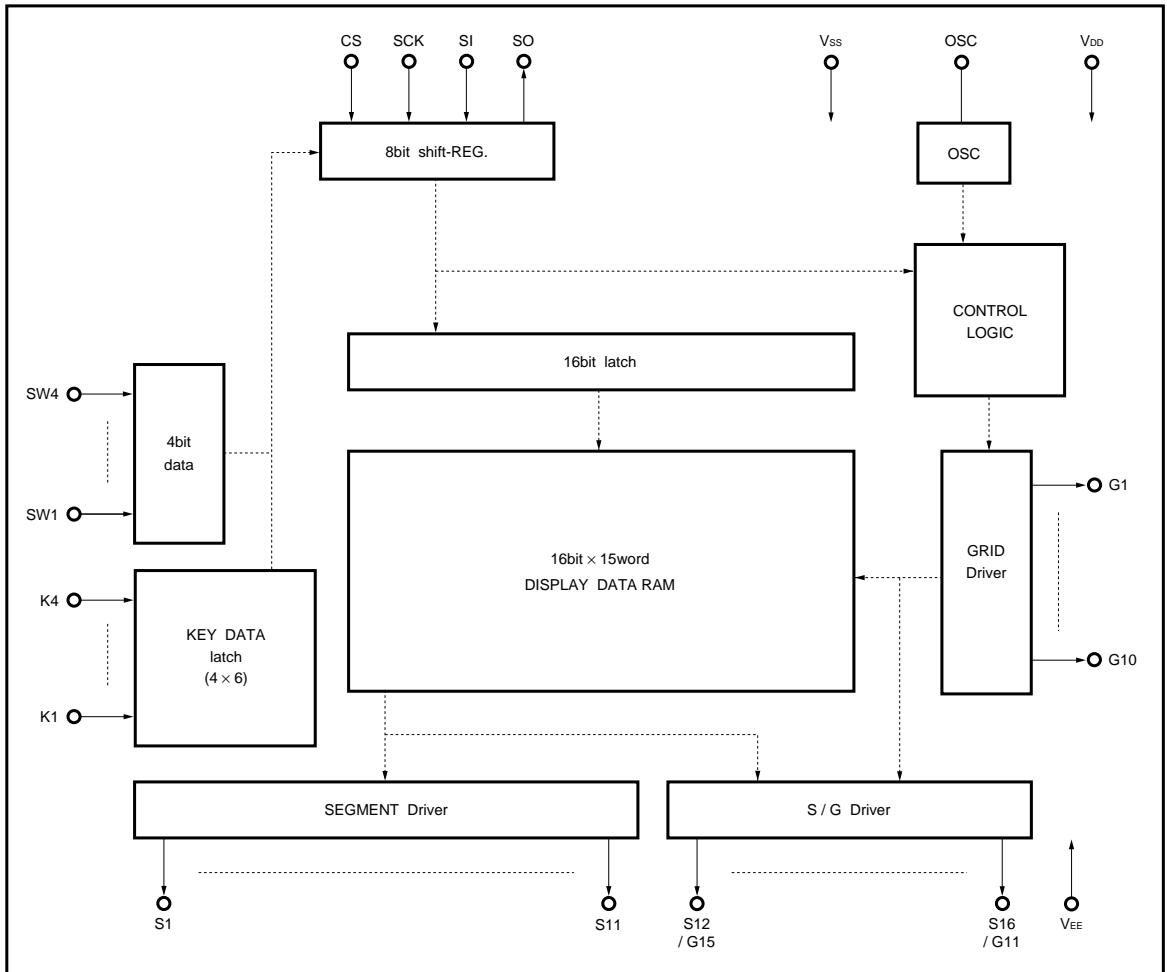 CS SCK SI SO VSS OSC VDD
8bit shift-REG.
OSC
CONTROL
LOGIC
16bit latch
SW4
4bit
data
SW1
16bit × 15word
DISPLAY DATA RAM
GRID
Driver
G1
G10
K4
KEY DATA
latch
(4 × 6)
K1
SEGMENT Driver
S / G Driver
S1
S11
S12
/ G15
S16
/ G11
VEE